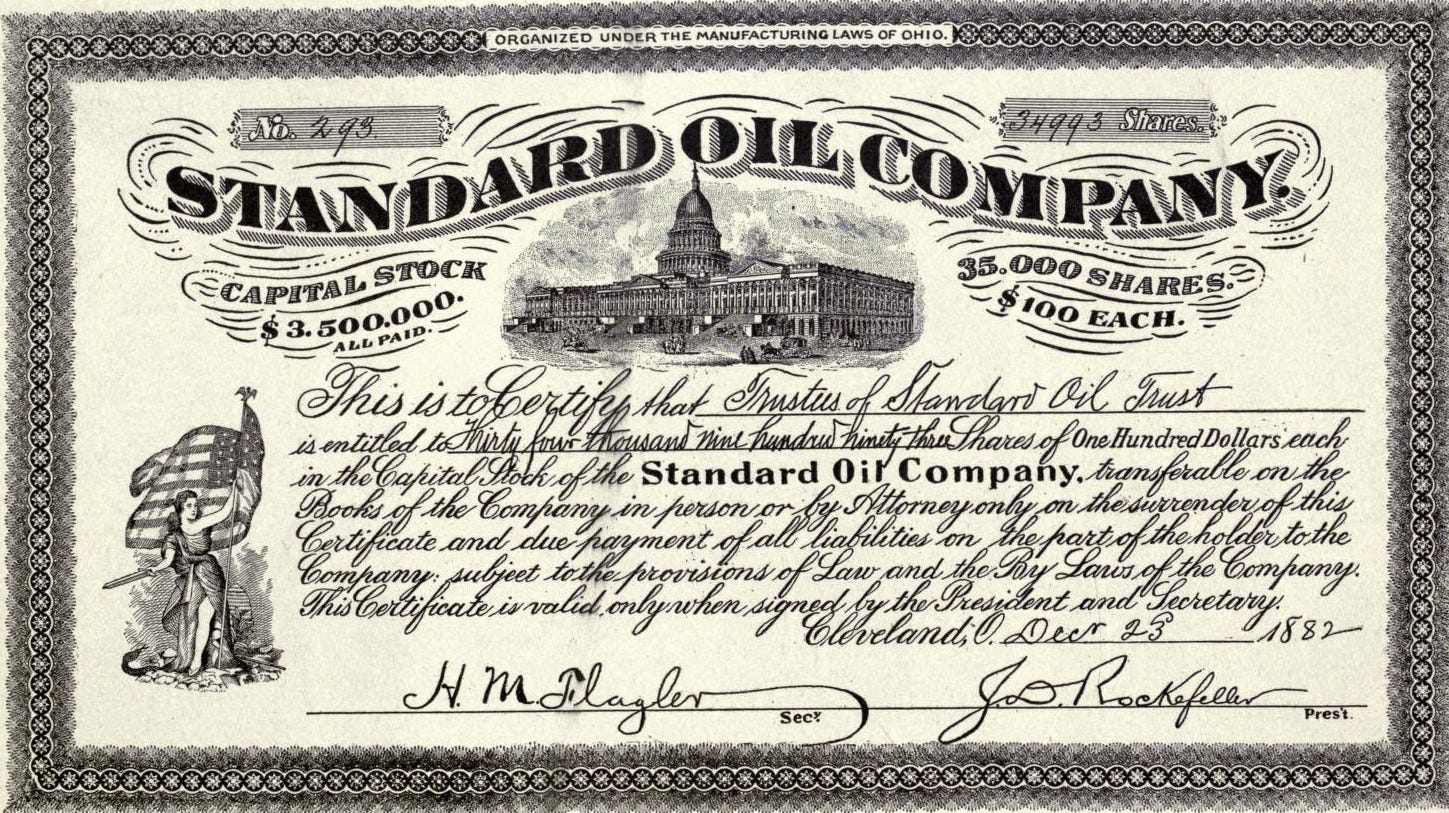 ORGANIZED UNDER THE MANUFACTURING LAWS OF OHIO.
No. 293
34993 Shares.
STANDARD OIL COMPANY.
CAPITAL STOCK
$3.500.000.
ALL PAID.
35.000 SHARES.
$100 EACH.
This is to Certify that Trustees of Standard Oil Trust
is entitled to Thirty four thousand nine hundred ninety three Shares of One Hundred Dollars each
in the Capital Stock of the Standard Oil Company, transferable on the
Books of the Company in person or by Attorney only on the surrender of this
Certificate and due payment of all liabilities on the part of the holder to the
Company: subject to the provisions of Law and the By Laws of the Company.
This Certificate is valid only when signed by the President and Secretary.
Cleveland, O. Decr 23 1882
H. M. Flagler Secy
J. D. Rockefeller Pres't.